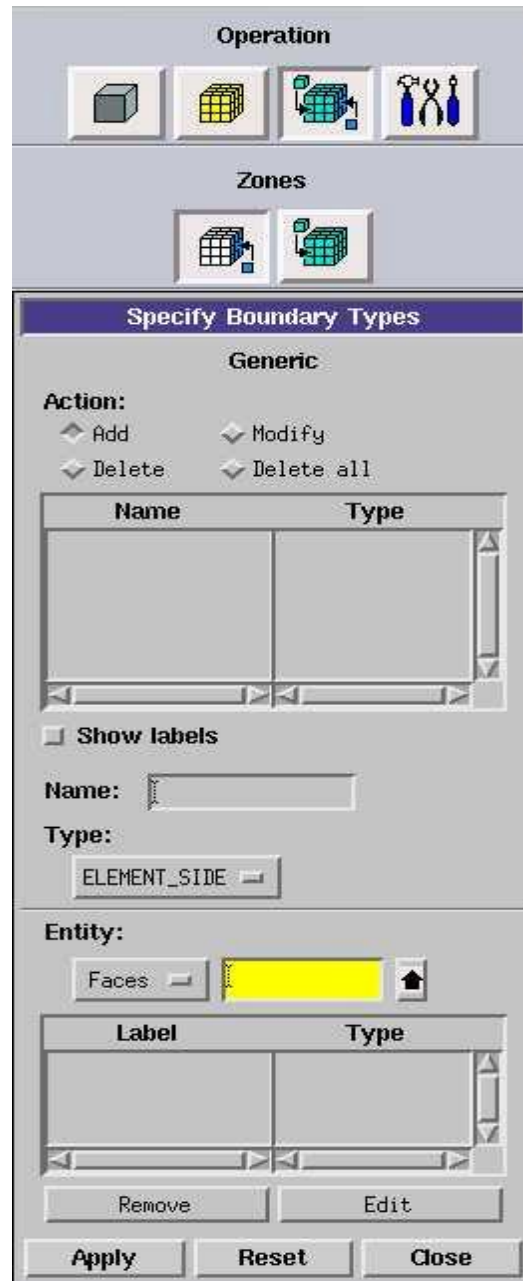 Operation
Zones
Specify Boundary Types
Generic
Action:
Add Modify
Delete Delete all
Name Type
Show labels
Name:
Type:
ELEMENT_SIDE
Entity:
Faces
Label Type
Remove Edit
Apply Reset Close